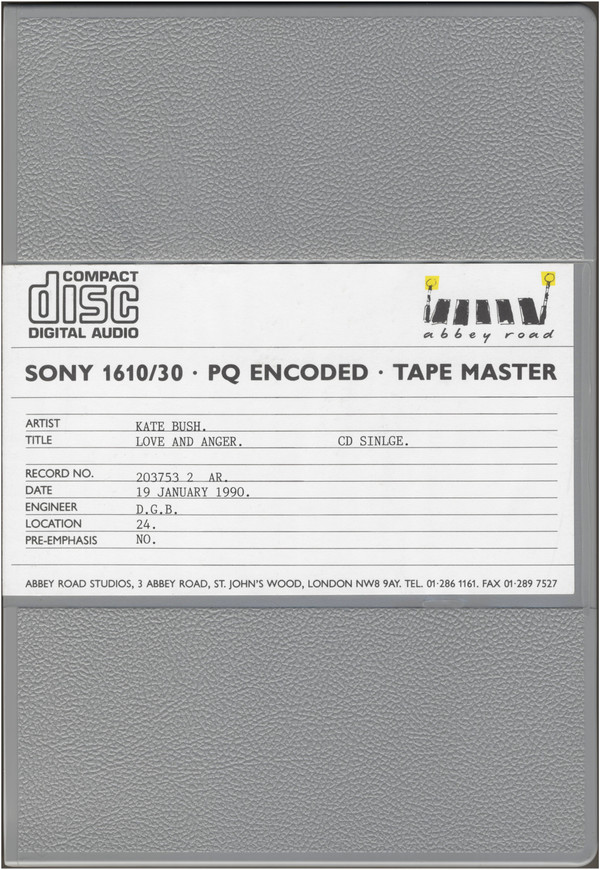 COMPACT
disc
DIGITAL AUDIO
abbey road
SONY 1610/30 · PQ ENCODED · TAPE MASTER
ARTIST KATE BUSH.
TITLE LOVE AND ANGER. CD SINLGE.
RECORD NO. 203753 2 AR.
DATE 19 JANUARY 1990.
ENGINEER D.G.B.
LOCATION 24.
PRE-EMPHASIS NO.
ABBEY ROAD STUDIOS, 3 ABBEY ROAD, ST. JOHN'S WOOD, LONDON NW8 9AY. TEL. 01·286 1161. FAX 01·289 7527